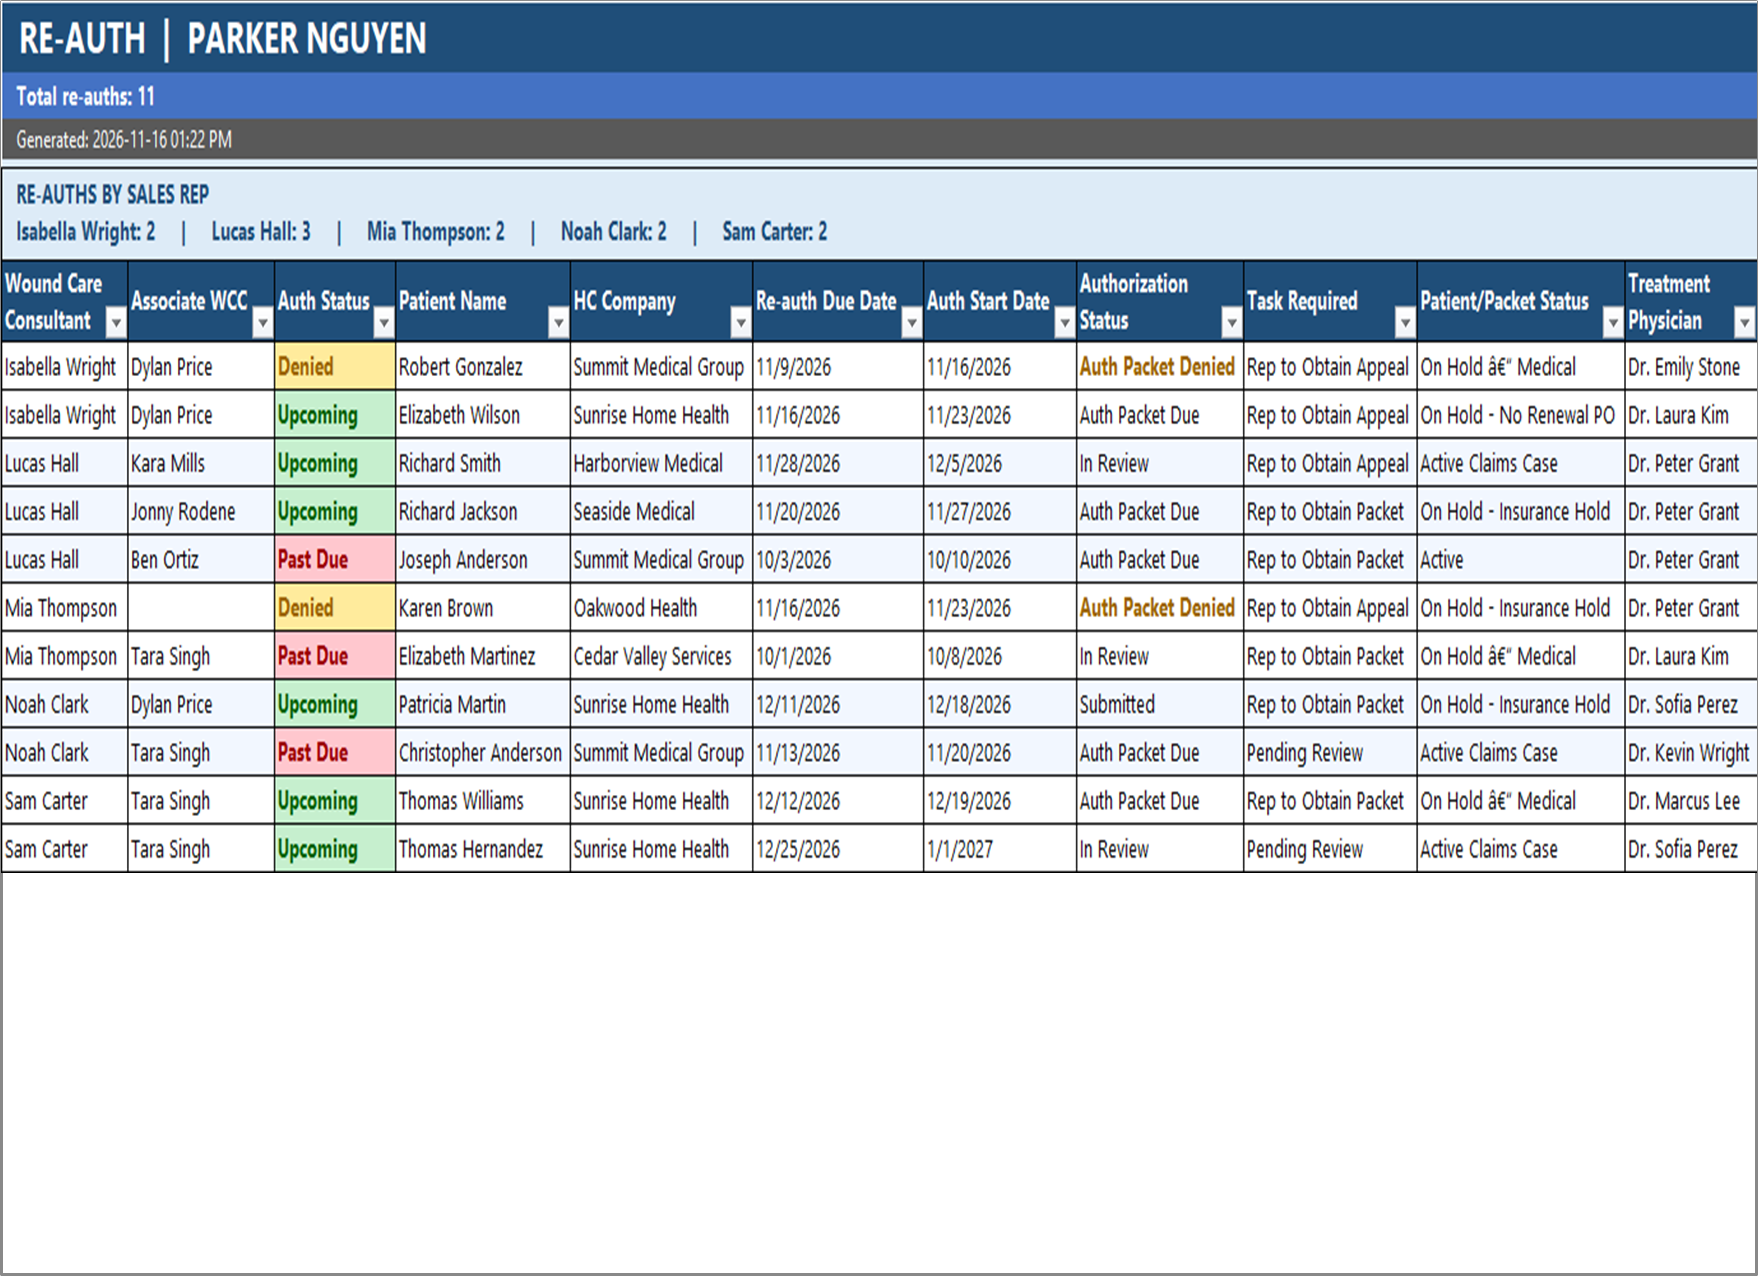 RE-AUTH | PARKER NGUYEN
Total re-auths: 11
Generated: 2026-11-16 01:22 PM
RE-AUTHS BY SALES REP
Isabella Wright: 2 | Lucas Hall: 3 | Mia Thompson: 2 | Noah Clark: 2 | Sam Carter: 2
Wound Care Consultant Associate WCC Auth Status Patient Name HC Company Re-auth Due Date Auth Start Date Authorization Status Task Required Patient/Packet Status Treatment Physician
Isabella Wright Dylan Price Denied Robert Gonzalez Summit Medical Group 11/9/2026 11/16/2026 Auth Packet Denied Rep to Obtain Appeal On Hold â€“ Medical Dr. Emily Stone
Isabella Wright Dylan Price Upcoming Elizabeth Wilson Sunrise Home Health 11/16/2026 11/23/2026 Auth Packet Due Rep to Obtain Appeal On Hold - No Renewal PO Dr. Laura Kim
Lucas Hall Kara Mills Upcoming Richard Smith Harborview Medical 11/28/2026 12/5/2026 In Review Rep to Obtain Appeal Active Claims Case Dr. Peter Grant
Lucas Hall Jonny Rodene Upcoming Richard Jackson Seaside Medical 11/20/2026 11/27/2026 Auth Packet Due Rep to Obtain Packet On Hold - Insurance Hold Dr. Peter Grant
Lucas Hall Ben Ortiz Past Due Joseph Anderson Summit Medical Group 10/3/2026 10/10/2026 Auth Packet Due Rep to Obtain Packet Active Dr. Peter Grant
Mia Thompson Denied Karen Brown Oakwood Health 11/16/2026 11/23/2026 Auth Packet Denied Rep to Obtain Appeal On Hold - Insurance Hold Dr. Peter Grant
Mia Thompson Tara Singh Past Due Elizabeth Martinez Cedar Valley Services 10/1/2026 10/8/2026 In Review Rep to Obtain Packet On Hold â€“ Medical Dr. Laura Kim
Noah Clark Dylan Price Upcoming Patricia Martin Sunrise Home Health 12/11/2026 12/18/2026 Submitted Rep to Obtain Packet On Hold - Insurance Hold Dr. Sofia Perez
Noah Clark Tara Singh Past Due Christopher Anderson Summit Medical Group 11/13/2026 11/20/2026 Auth Packet Due Pending Review Active Claims Case Dr. Kevin Wright
Sam Carter Tara Singh Upcoming Thomas Williams Sunrise Home Health 12/12/2026 12/19/2026 Auth Packet Due Rep to Obtain Packet On Hold â€“ Medical Dr. Marcus Lee
Sam Carter Tara Singh Upcoming Thomas Hernandez Sunrise Home Health 12/25/2026 1/1/2027 In Review Pending Review Active Claims Case Dr. Sofia Perez